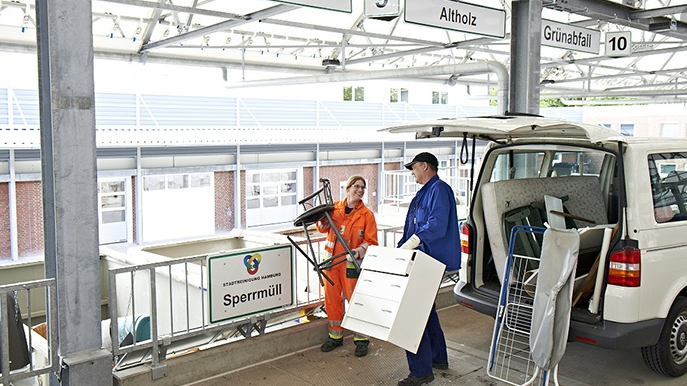 Altholz
Grünabfall
10
STADTREINIGUNG HAMBURG
Sperrmüll